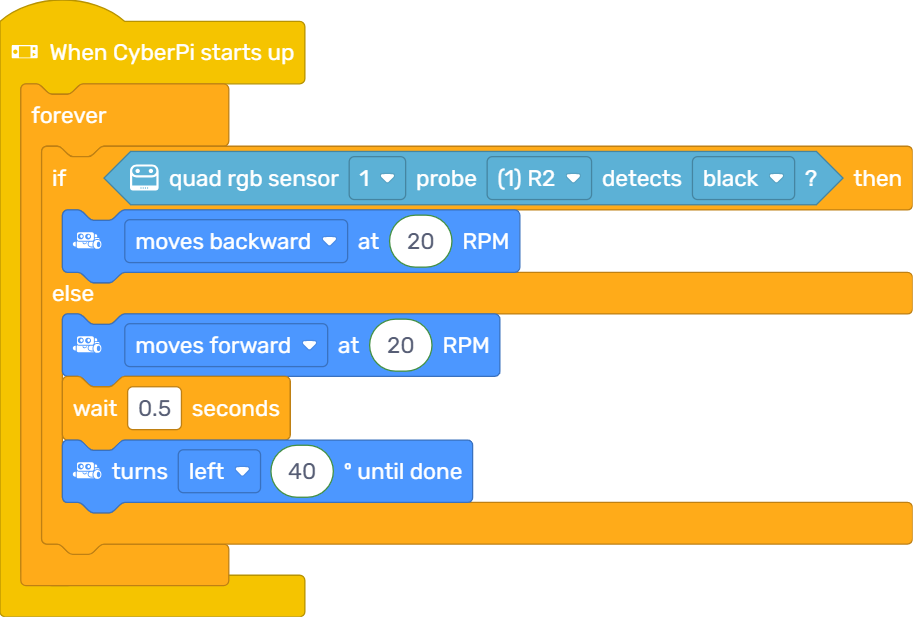 When CyberPi starts up
forever
if quad rgb sensor 1 probe (1) R2 detects black ? then
moves backward at 20 RPM
else
moves forward at 20 RPM
wait 0.5 seconds
turns left 40 ° until done